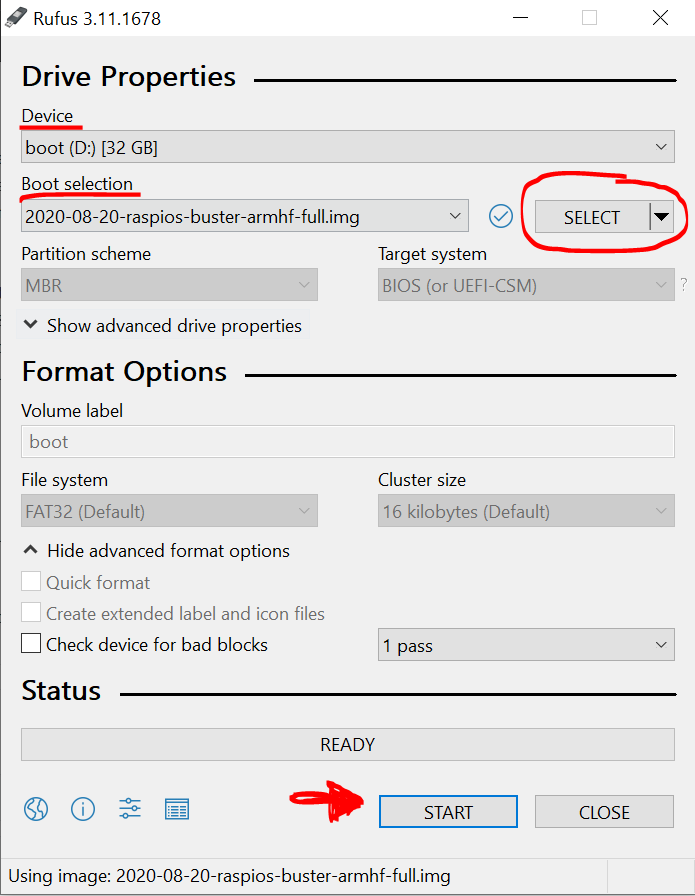 Rufus 3.11.1678
Drive Properties
Device
boot (D:) [32 GB]
Boot selection
2020-08-20-raspios-buster-armhf-full.img
SELECT
Partition scheme
Target system
MBR
BIOS (or UEFI-CSM)
?
Show advanced drive properties
Format Options
Volume label
boot
File system
Cluster size
FAT32 (Default)
16 kilobytes (Default)
Hide advanced format options
Quick format
Create extended label and icon files
Check device for bad blocks
1 pass
Status
READY
START
CLOSE
Using image: 2020-08-20-raspios-buster-armhf-full.img